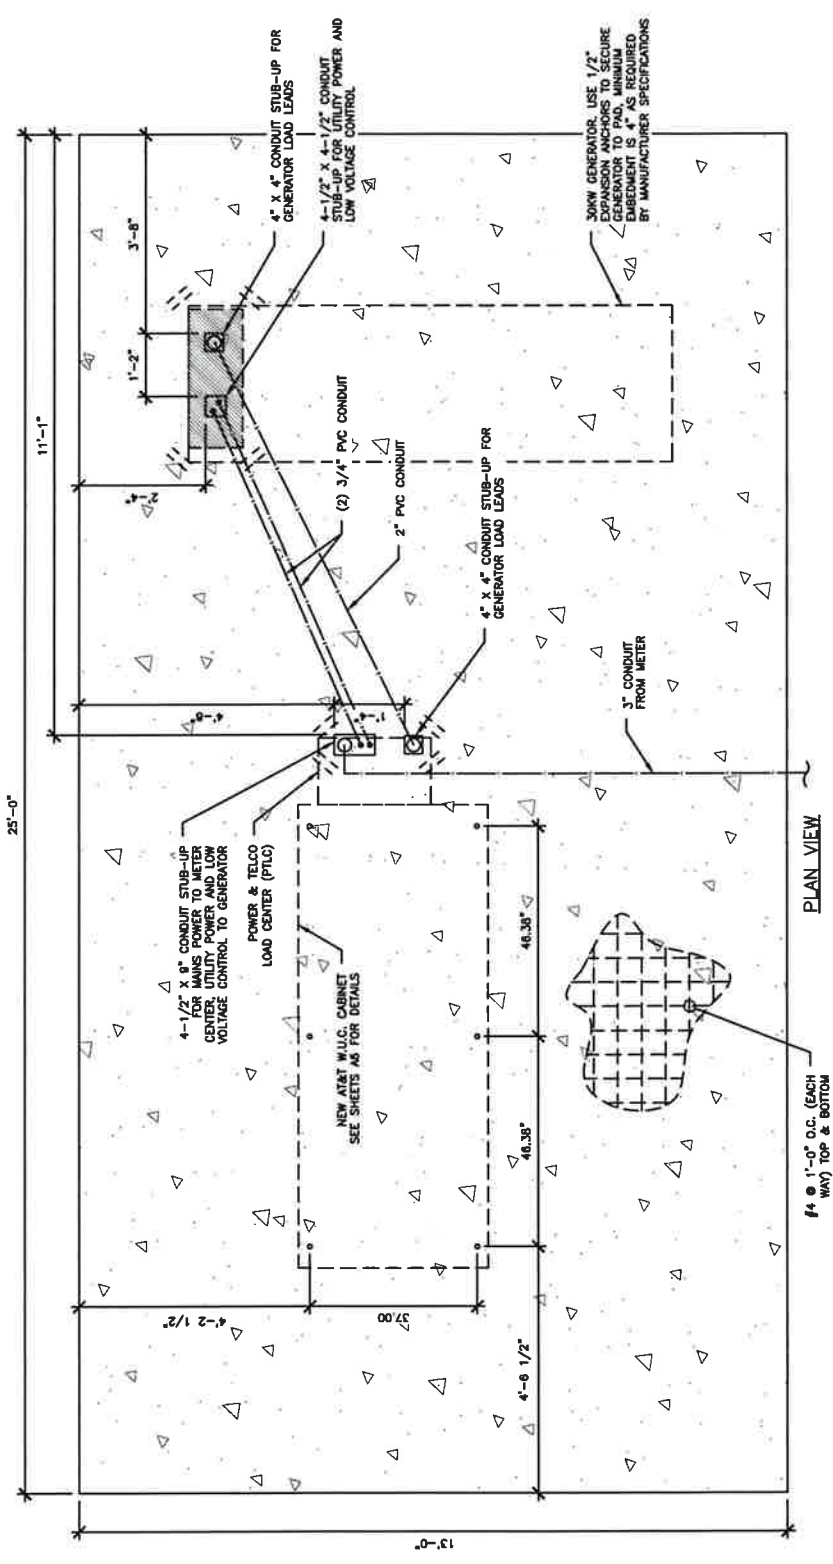 25'-0"
11'-1"
3'-8"
1'-2"
2'-4"
4" X 4" CONDUIT STUB-UP FOR
GENERATOR LOAD LEADS
4-1/2" X 4-1/2" CONDUIT
STUB-UP FOR UTILITY POWER AND
LOW VOLTAGE CONTROL
30KW GENERATOR. USE 1/2"
EXPANSION ANCHORS TO SECURE
GENERATOR TO PAD, MINIMUM
EMBEDMENT IS 4" AS REQUIRED
BY MANUFACTURER SPECIFICATIONS
(2) 3/4" PVC CONDUIT
2" PVC CONDUIT
4" X 4" CONDUIT STUB-UP FOR
GENERATOR LOAD LEADS
3" CONDUIT
FROM METER
4'-8"
1'-4"
4-1/2" X 9" CONDUIT STUB-UP
FOR MAINS POWER TO METER
CENTER, UTILITY POWER AND LOW
VOLTAGE CONTROL TO GENERATOR
POWER & TELCO
LOAD CENTER (PTLC)
NEW AT&T W.U.C. CABINET
SEE SHEETS A6 FOR DETAILS
46.38"
46.38"
4'-2 1/2"
37.00
4'-6 1/2"
13'-0"
#4 @ 1'-0" O.C. (EACH
WAY) TOP & BOTTOM
PLAN VIEW